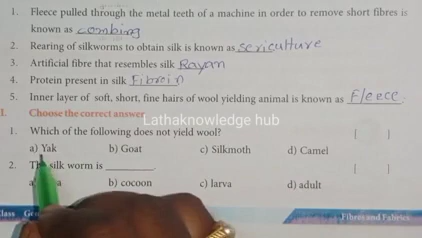 1. Fleece pulled through the metal teeth of a machine in order to remove short fibres is
known as combing
2. Rearing of silkworms to obtain silk is known as sericulture
3. Artificial fibre that resembles silk Rayan
4. Protein present in silk Fibroin
5. Inner layer of soft, short, fine hairs of wool yielding animal is known as fleece.
I. Choose the correct answer
Lathaknowledge hub
1. Which of the following does not yield wool? [ ]
a) Yak b) Goat c) Silkmoth d) Camel
2. silk worm is ________. [ ]
b) cocoon c) larva d) adult
Fibres and Fabrics